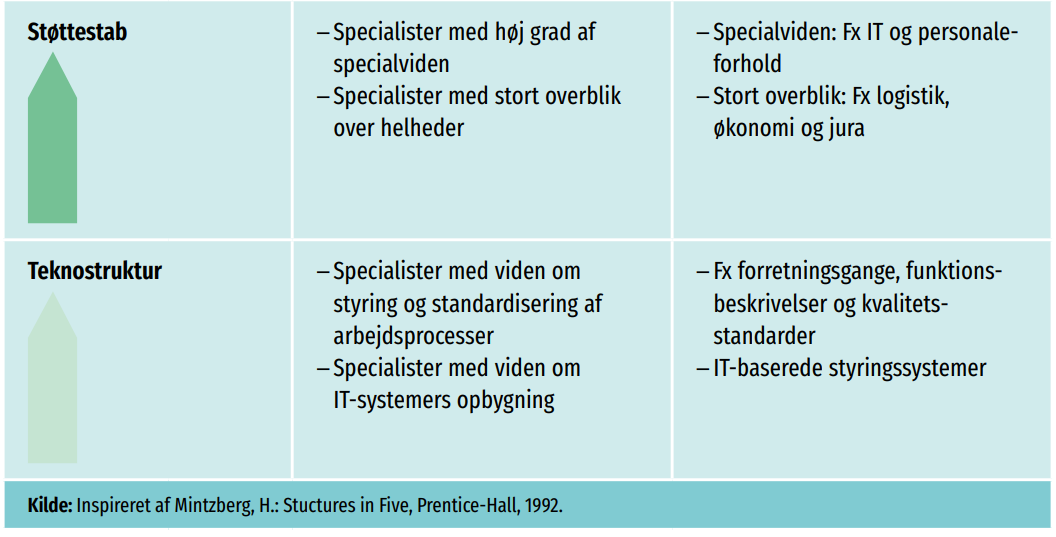 Støttestab
– Specialister med høj grad af
specialviden
– Specialister med stort overblik
over helheder
– Specialviden: Fx IT og personale-
forhold
– Stort overblik: Fx logistik,
økonomi og jura
Teknostruktur
– Specialister med viden om
styring og standardisering af
arbejdsprocesser
– Specialister med viden om
IT-systemers opbygning
– Fx forretningsgange, funktions-
beskrivelser og kvalitets-
standarder
– IT-baserede styringssystemer
Kilde: Inspireret af Mintzberg, H.: Stuctures in Five, Prentice-Hall, 1992.